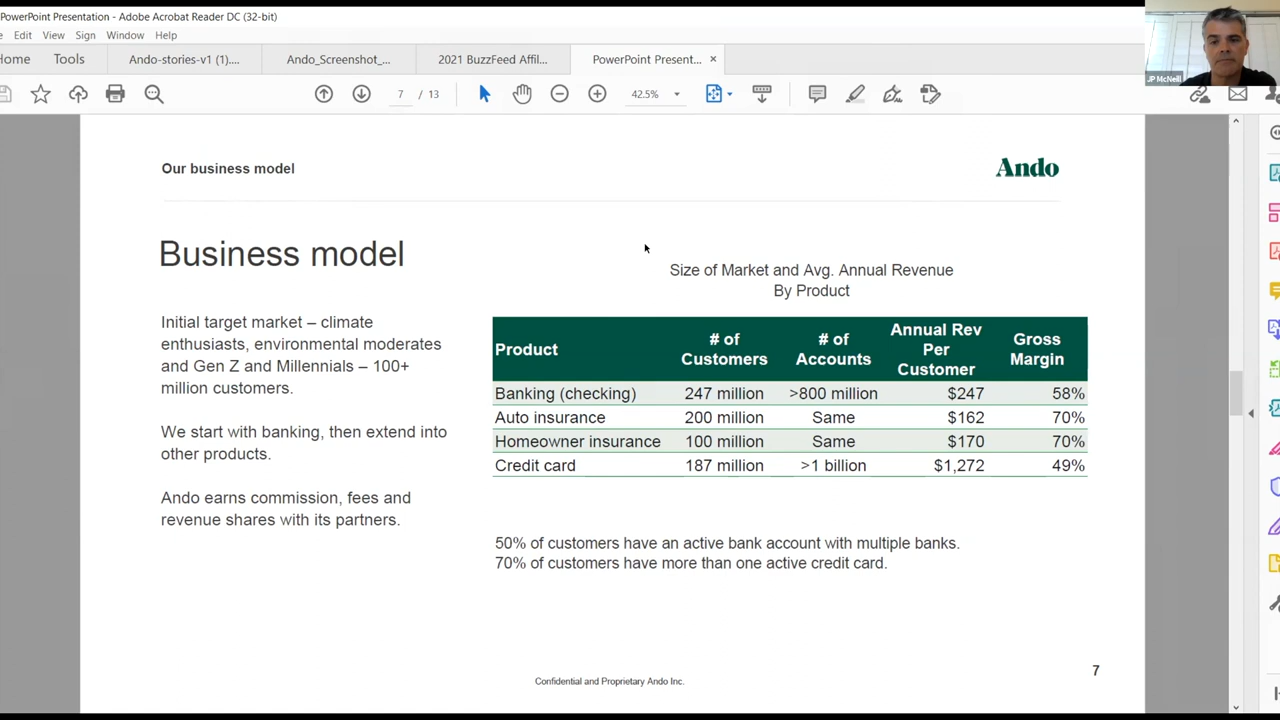 PowerPoint Presentation - Adobe Acrobat Reader DC (32-bit)
Edit View Sign Window Help
Tools Ando-stories-v1 (1).... Ando_Screenshot_... 2021 BuzzFeed Affil... PowerPoint Present... ×
7 / 13 42.5%
JP McNeill
Our business model
Ando
Business model
Initial target market – climate
enthusiasts, environmental moderates
and Gen Z and Millennials – 100+
million customers.
We start with banking, then extend into
other products.
Ando earns commission, fees and
revenue shares with its partners.
Size of Market and Avg. Annual Revenue
By Product
Product # of Customers # of Accounts Annual Rev Per Customer Gross Margin
Banking (checking) 247 million >800 million $247 58%
Auto insurance 200 million Same $162 70%
Homeowner insurance 100 million Same $170 70%
Credit card 187 million >1 billion $1,272 49%
50% of customers have an active bank account with multiple banks.
70% of customers have more than one active credit card.
Confidential and Proprietary Ando Inc.
7